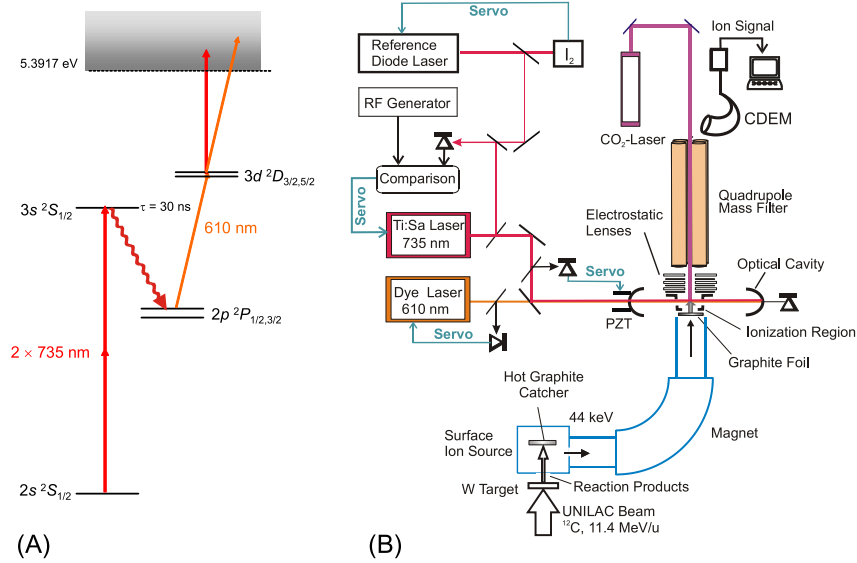 5.3917 eV
3d ²D₃/₂,₅/₂
3s ²S₁/₂
τ = 30 ns
610 nm
2p ²P₁/₂,₃/₂
2 × 735 nm
2s ²S₁/₂
(A)
Servo
Reference
Diode Laser
I₂
RF Generator
Comparison
Servo
Ti:Sa Laser
735 nm
Dye Laser
610 nm
Servo
Servo
PZT
CO₂-Laser
Ion Signal
CDEM
Quadrupole
Mass Filter
Electrostatic
Lenses
Optical Cavity
Ionization Region
Graphite Foil
Magnet
Hot Graphite
Catcher
44 keV
Surface
Ion Source
W Target
Reaction Products
UNILAC Beam
¹²C, 11.4 MeV/u
(B)